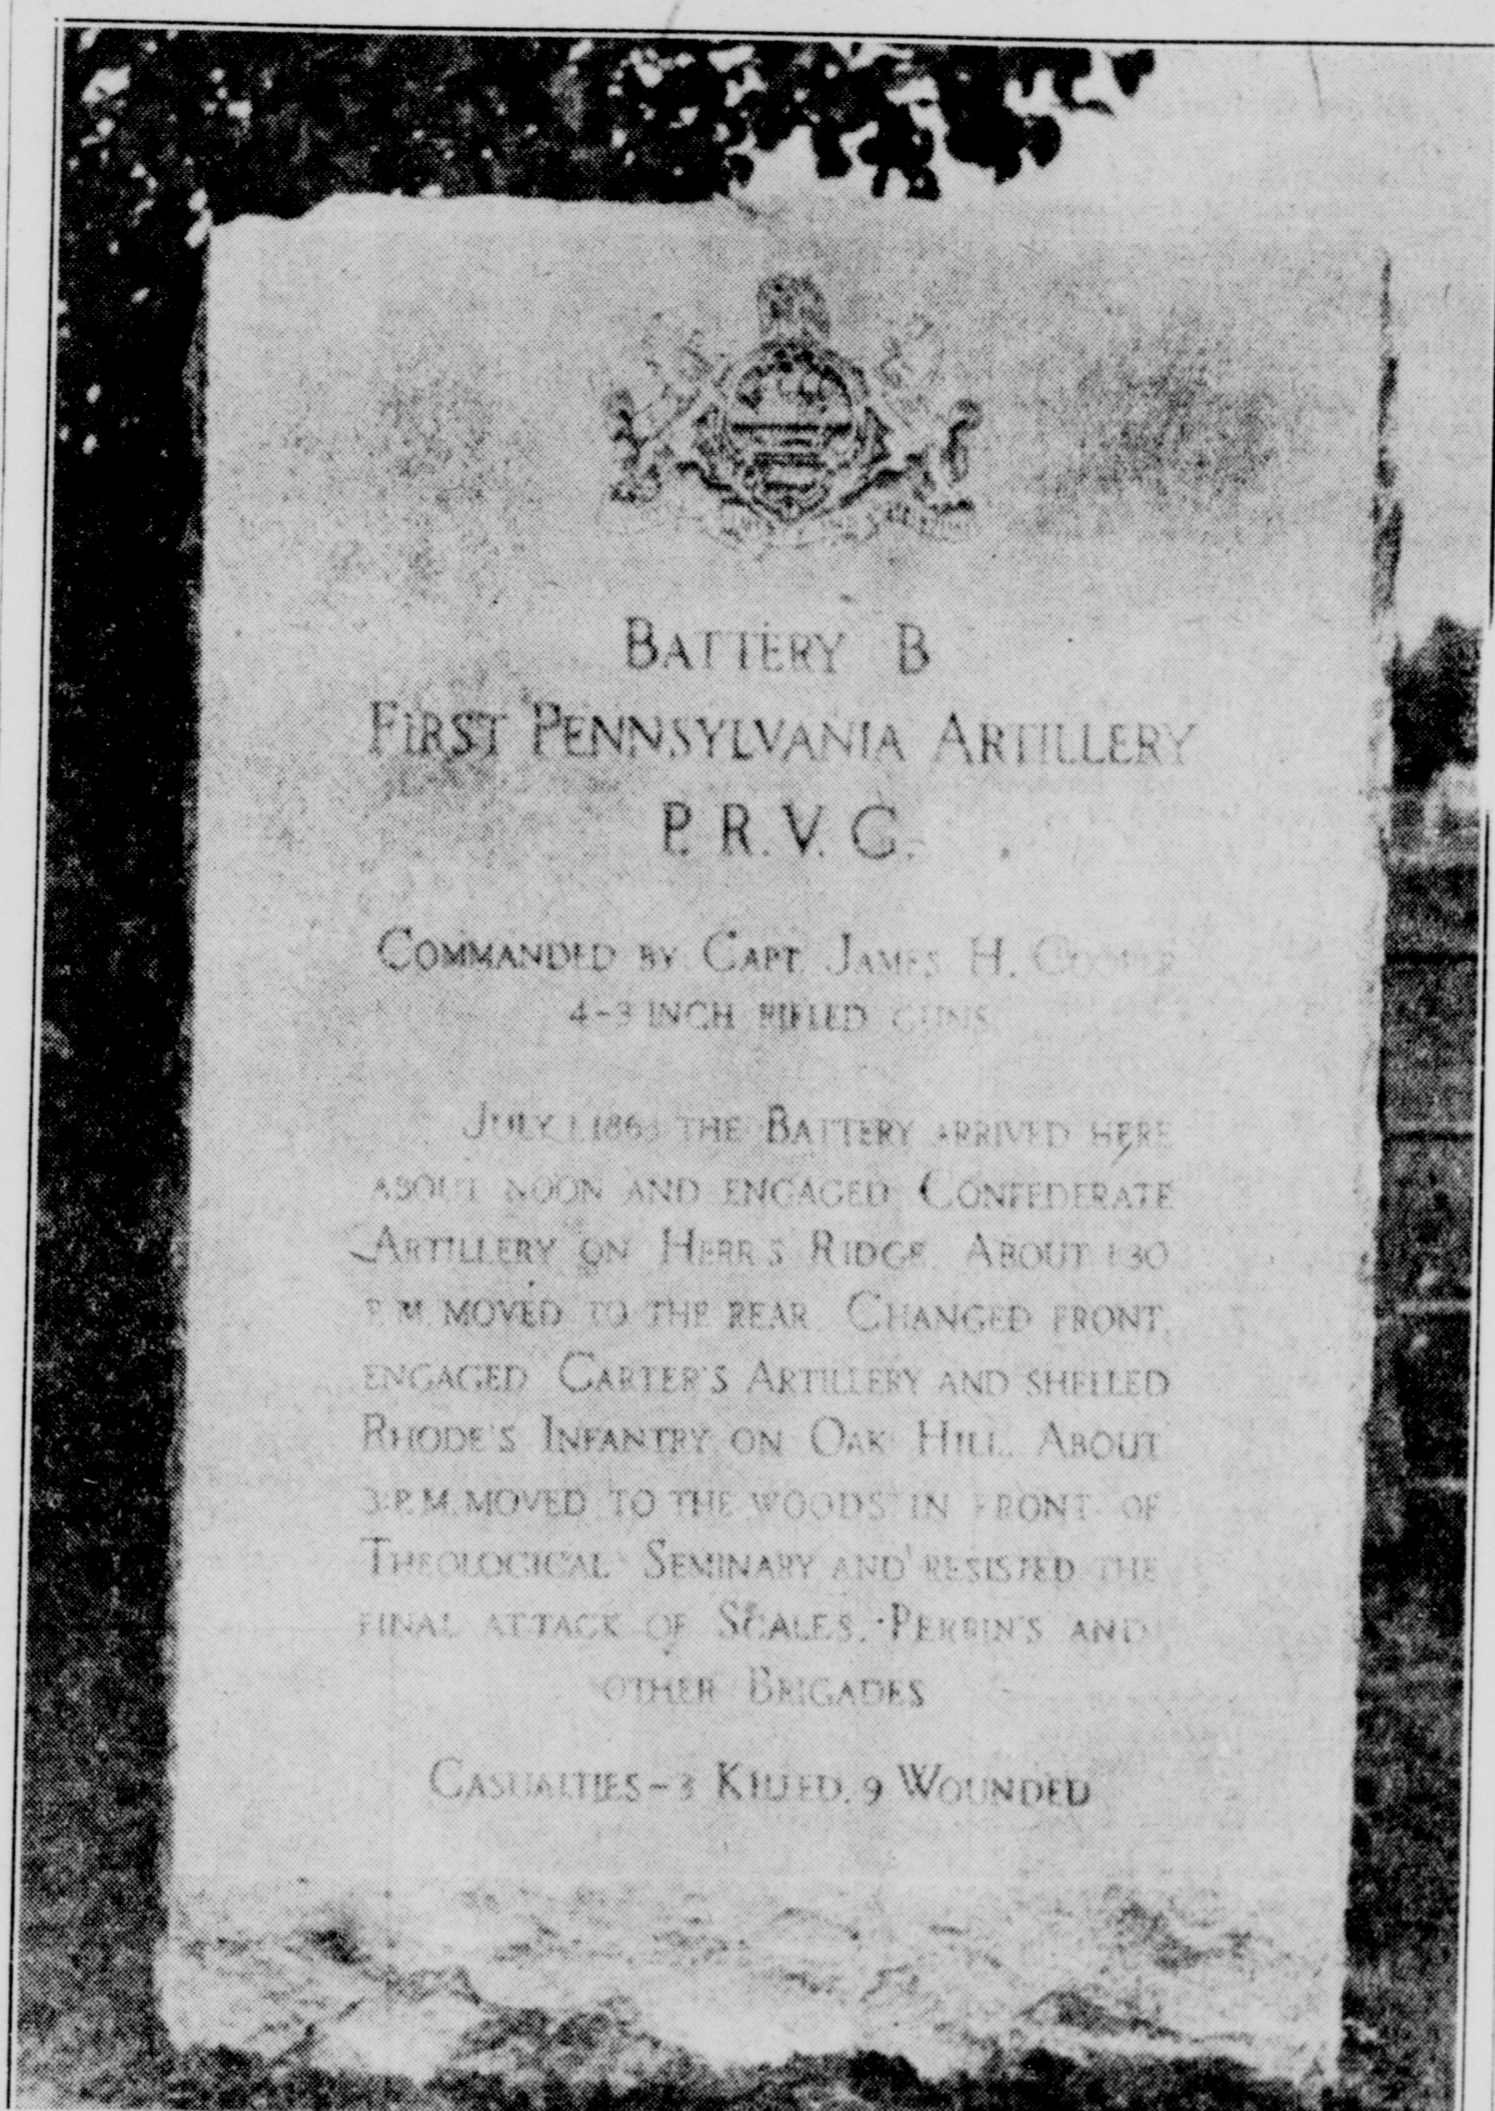 BATTERY B
FIRST PENNSYLVANIA ARTILLERY
P. R. V. C.
COMMANDED BY CAPT. JAMES H. COOPER
4-3 INCH RIFLED GUNS
JULY 1, 1863 THE BATTERY ARRIVED HERE
ABOUT NOON AND ENGAGED CONFEDERATE
ARTILLERY ON HERR'S RIDGE. ABOUT 1:30
P.M. MOVED TO THE REAR. CHANGED FRONT,
ENGAGED CARTER'S ARTILLERY AND SHELLED
RHODE'S INFANTRY ON OAK HILL. ABOUT
3 P.M. MOVED TO THE WOODS IN FRONT OF
THEOLOGICAL SEMINARY AND RESISTED THE
FINAL ATTACK OF SCALES, PERRIN'S AND
OTHER BRIGADES
CASUALTIES-3 KILLED, 9 WOUNDED